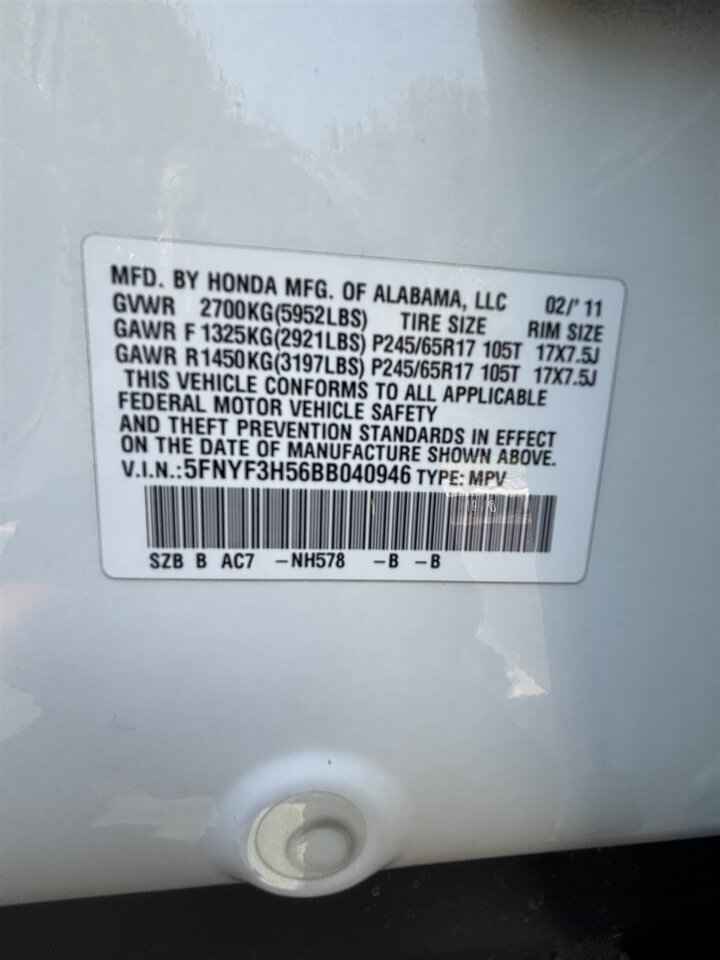 MFD. BY HONDA MFG. OF ALABAMA, LLC 02/' 11
GVWR 2700KG(5952LBS) TIRE SIZE RIM SIZE
GAWR F 1325KG(2921LBS) P245/65R17 105T 17X7.5J
GAWR R1450KG(3197LBS) P245/65R17 105T 17X7.5J
THIS VEHICLE CONFORMS TO ALL APPLICABLE
FEDERAL MOTOR VEHICLE SAFETY
AND THEFT PREVENTION STANDARDS IN EFFECT
ON THE DATE OF MANUFACTURE SHOWN ABOVE.
V.I.N.:5FNYF3H56BB040946 TYPE: MPV
SZB B AC7 –NH578 –B –B